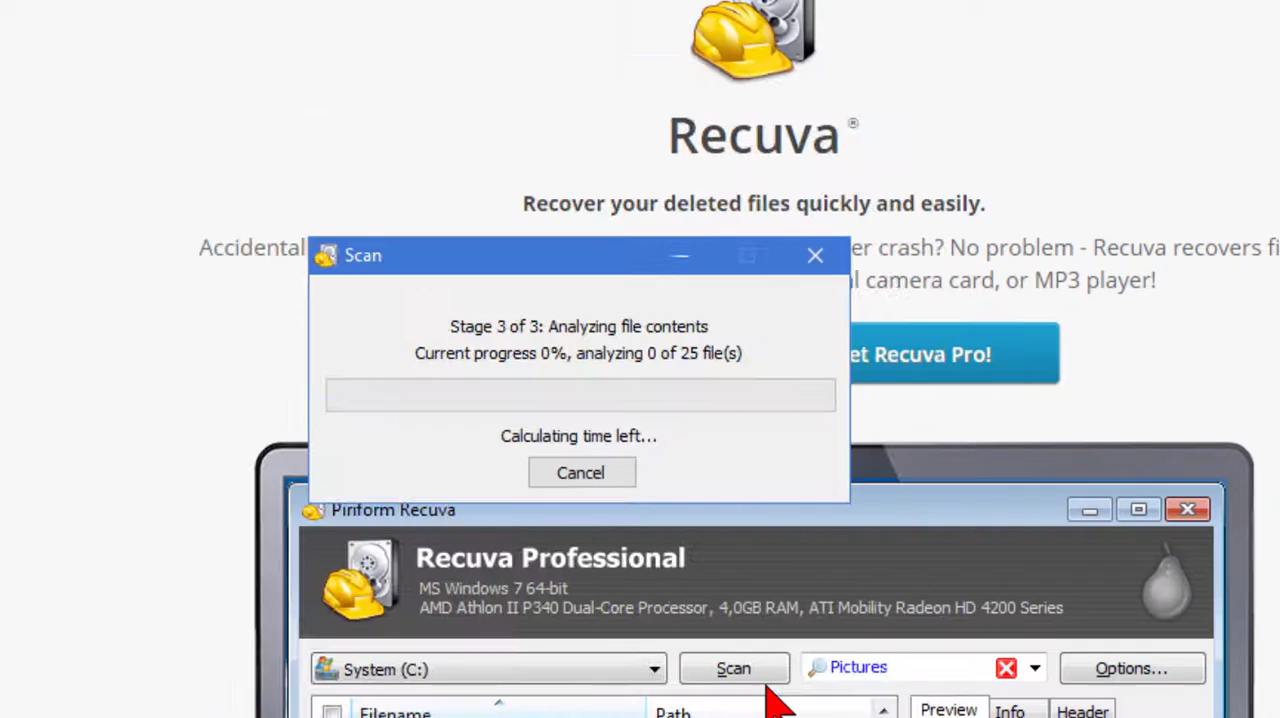 Recuva®
Recover your deleted files quickly and easily.
Accidental
er crash? No problem - Recuva recovers fi
l camera card, or MP3 player!
Scan
Stage 3 of 3: Analyzing file contents
Current progress 0%, analyzing 0 of 25 file(s)
Calculating time left...
Cancel
et Recuva Pro!
Piriform Recuva
Recuva Professional
MS Windows 7 64-bit
AMD Athlon II P340 Dual-Core Processor, 4,0GB RAM, ATI Mobility Radeon HD 4200 Series
System (C:) Scan Pictures Options...
Filename Path Preview Info Header